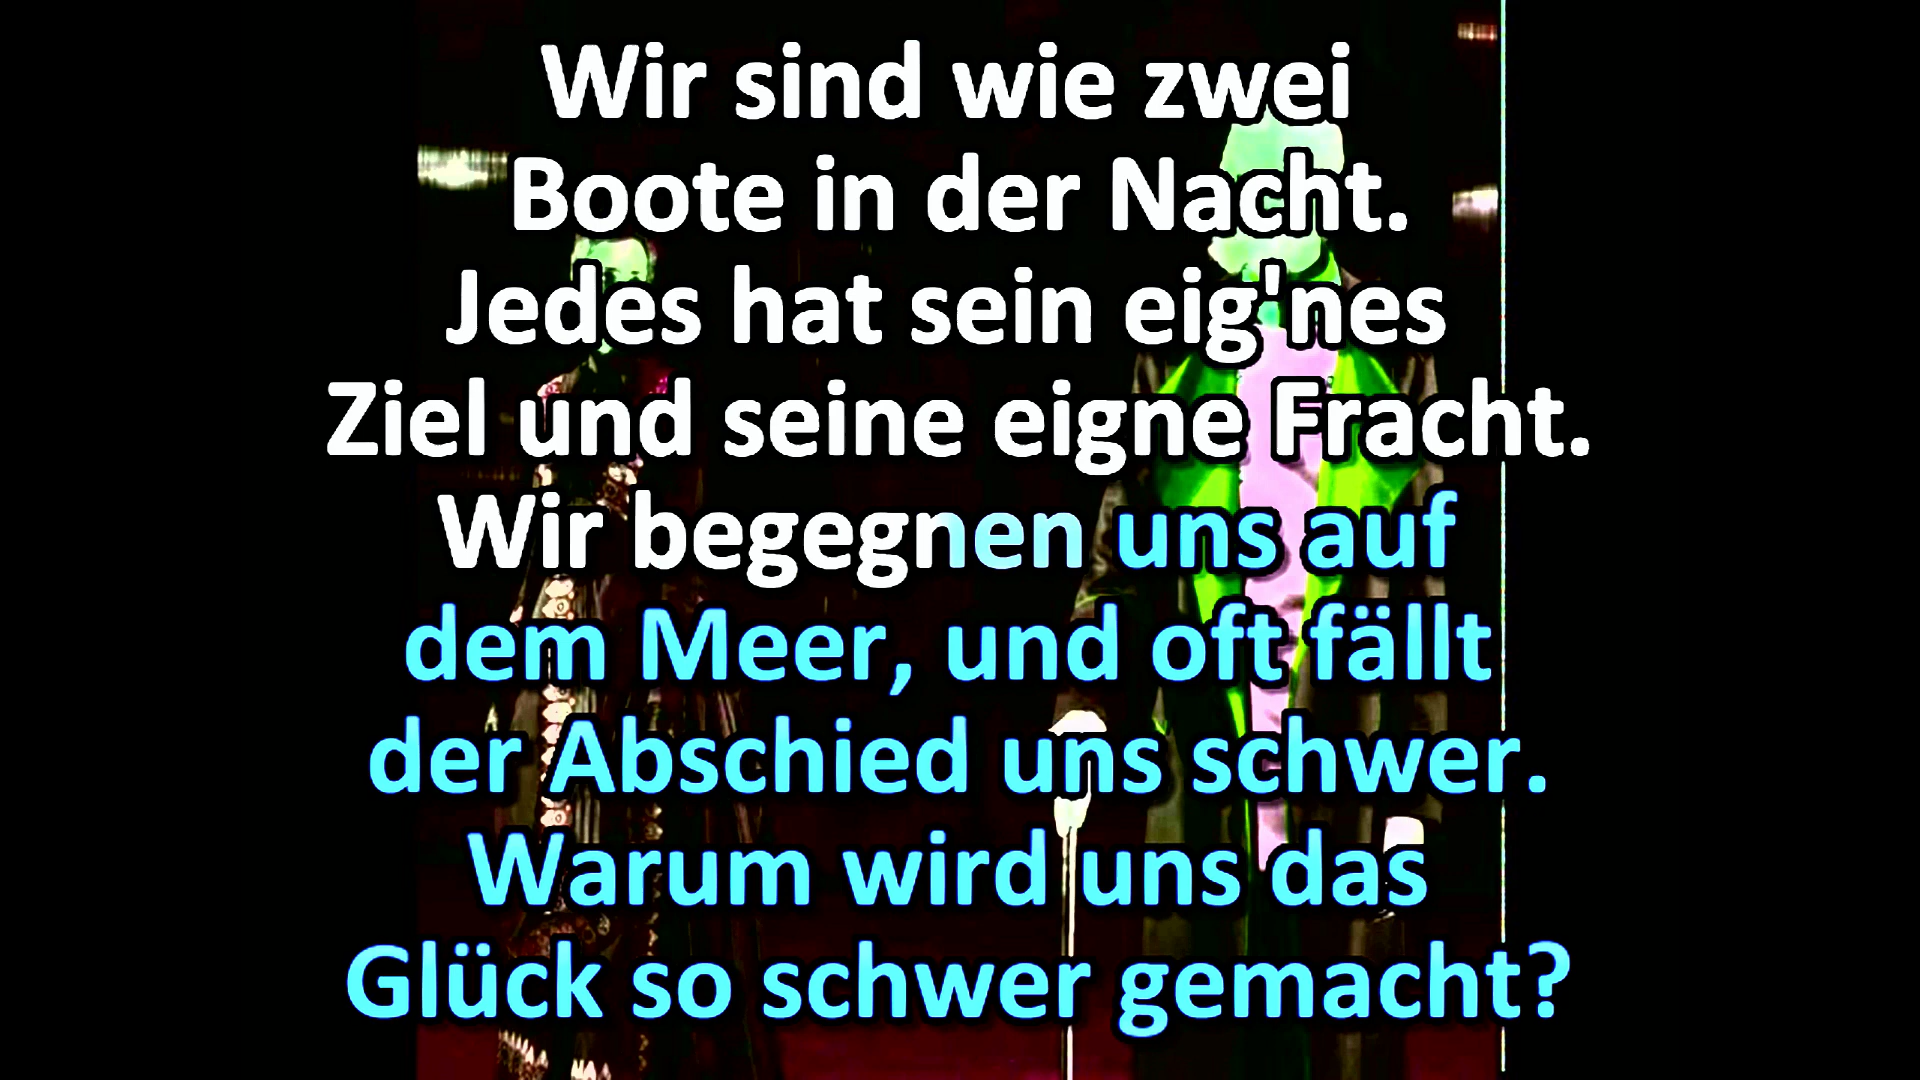 Wir sind wie zwei
Boote in der Nacht.
Jedes hat sein eig'nes
Ziel und seine eigne Fracht.
Wir begegnen uns auf
dem Meer, und oft fällt
der Abschied uns schwer.
Warum wird uns das
Glück so schwer gemacht?